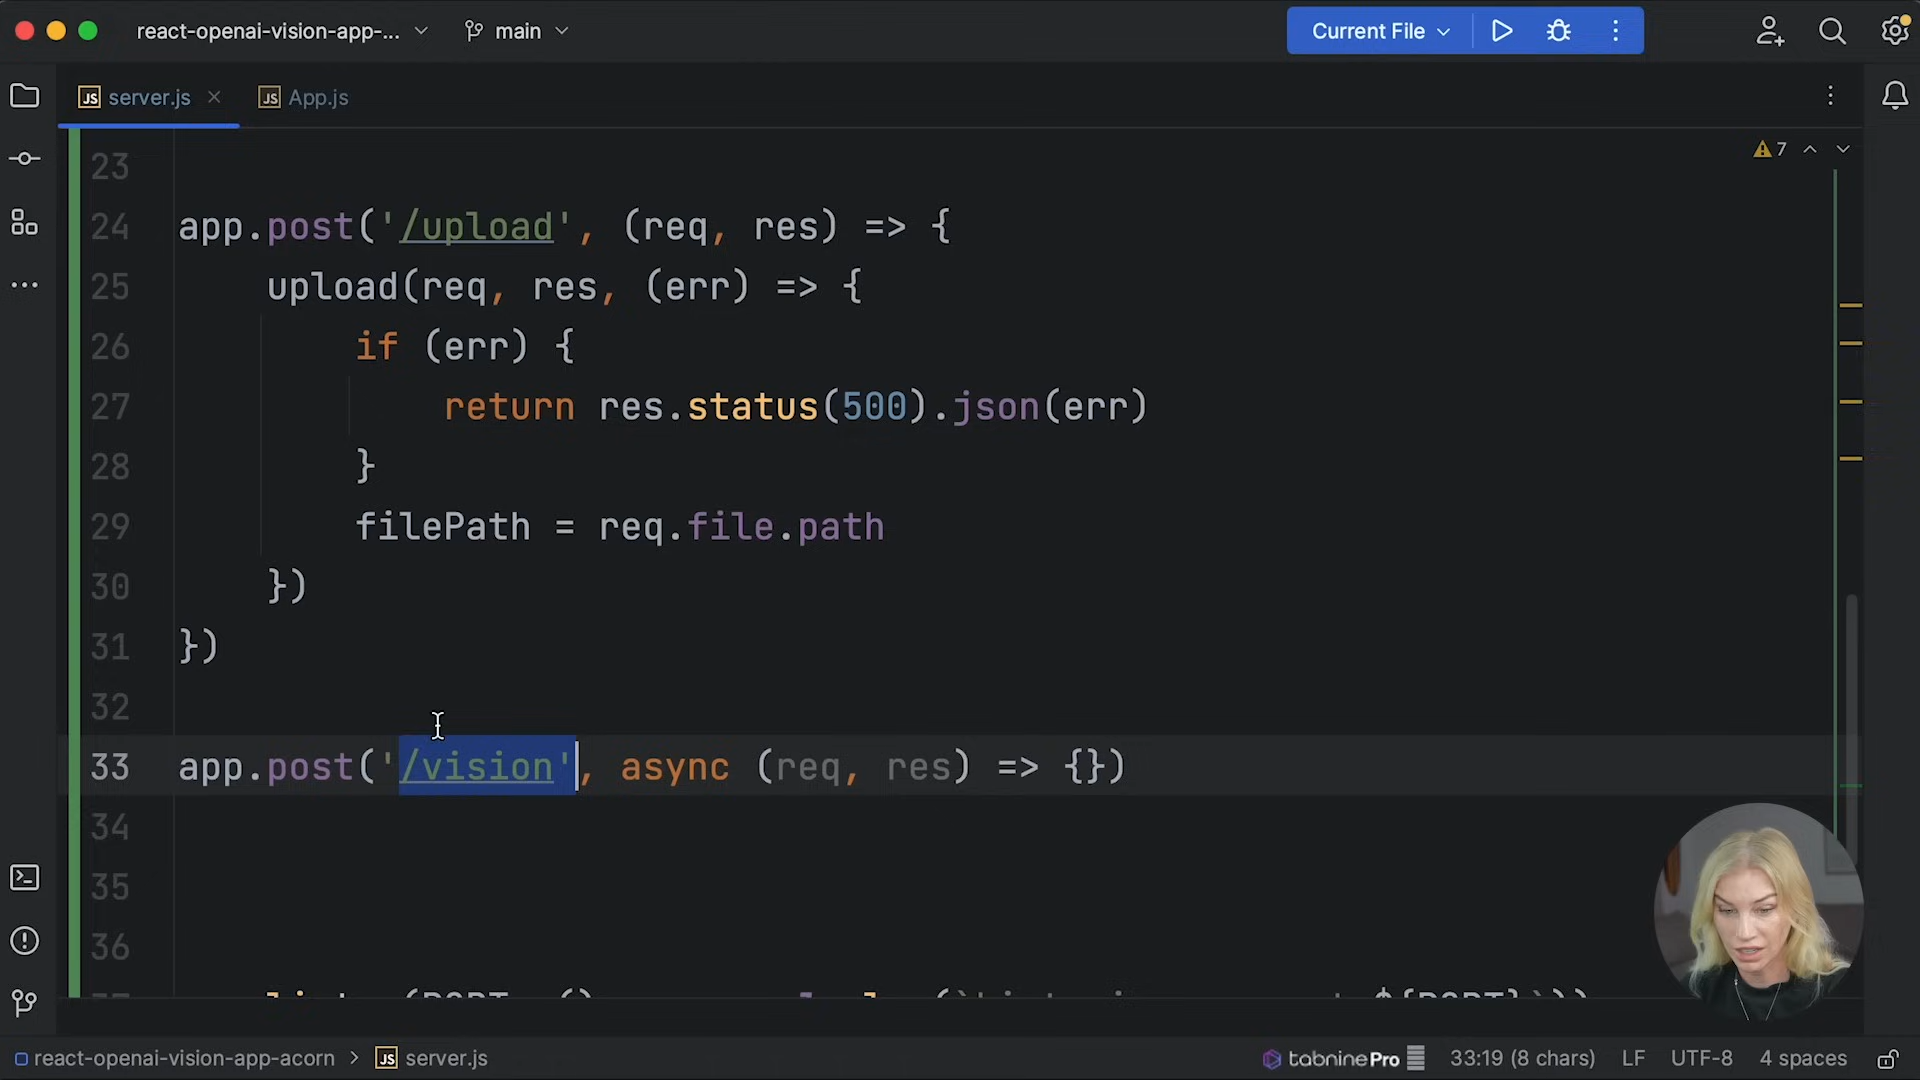 react-openai-vision-app-...
main
Current File
JS server.js
JS App.js
7
23
24 app.post('/upload', (req, res) => {
25 upload(req, res, (err) => {
26 if (err) {
27 return res.status(500).json(err)
28 }
29 filePath = req.file.path
30 })
31 })
32
33 app.post('/vision', async (req, res) => {})
34
35
36
react-openai-vision-app-acorn > JS server.js
tabninePro
33:19 (8 chars)
LF
UTF-8
4 spaces